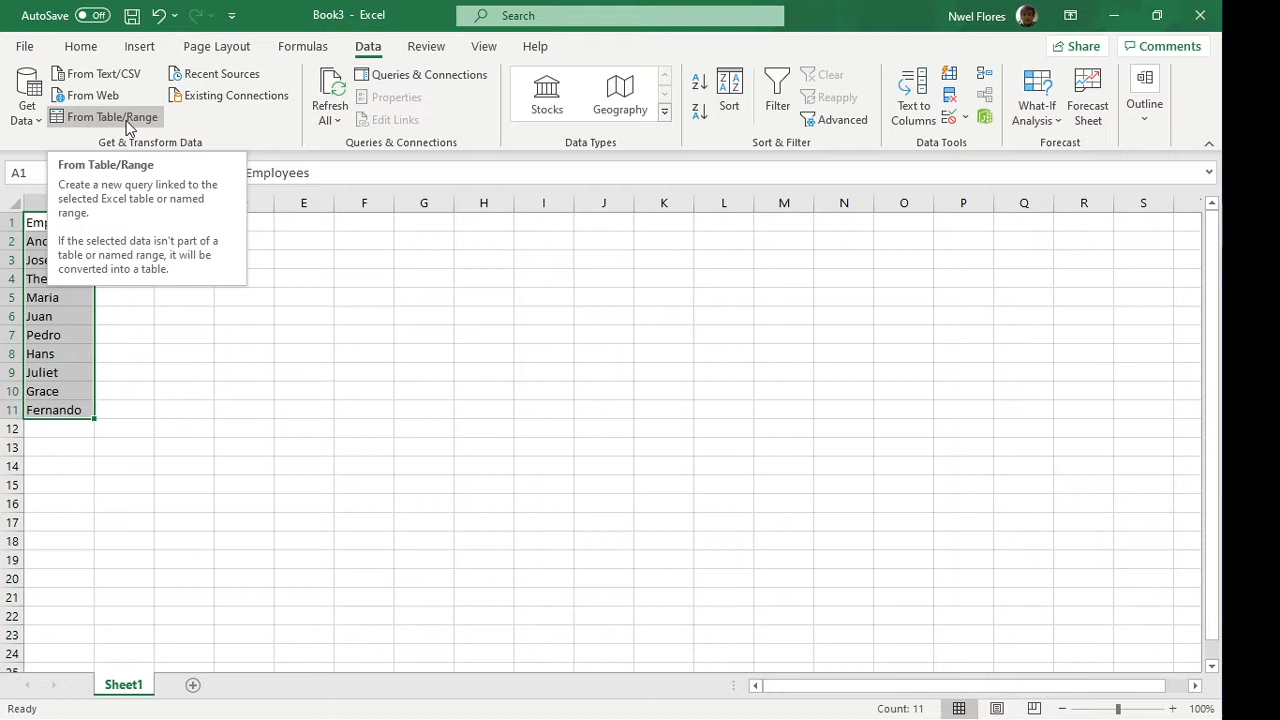 AutoSave Off Book3 - Excel Search Nwel Flores
File Home Insert Page Layout Formulas Data Review View Help Share Comments
Get Data
From Text/CSV
From Web
From Table/Range
Recent Sources
Existing Connections
Get & Transform Data
Refresh All
Queries & Connections
Properties
Edit Links
Queries & Connections
Stocks Geography
Data Types
Sort
Filter
Clear
Reapply
Advanced
Sort & Filter
Text to Columns
Data Tools
What-If Analysis
Forecast Sheet
Forecast
Outline
A1 Employees
From Table/Range
Create a new query linked to the
selected Excel table or named
range.
If the selected data isn't part of a
table or named range, it will be
converted into a table.
E F G H I J K L M N O P Q R S
1 Emp
2 And
3 Jose
4 The
5 Maria
6 Juan
7 Pedro
8 Hans
9 Juliet
10 Grace
11 Fernando
12
13
14
15
16
17
18
19
20
21
22
23
24
Sheet1
Ready Count: 11 100%